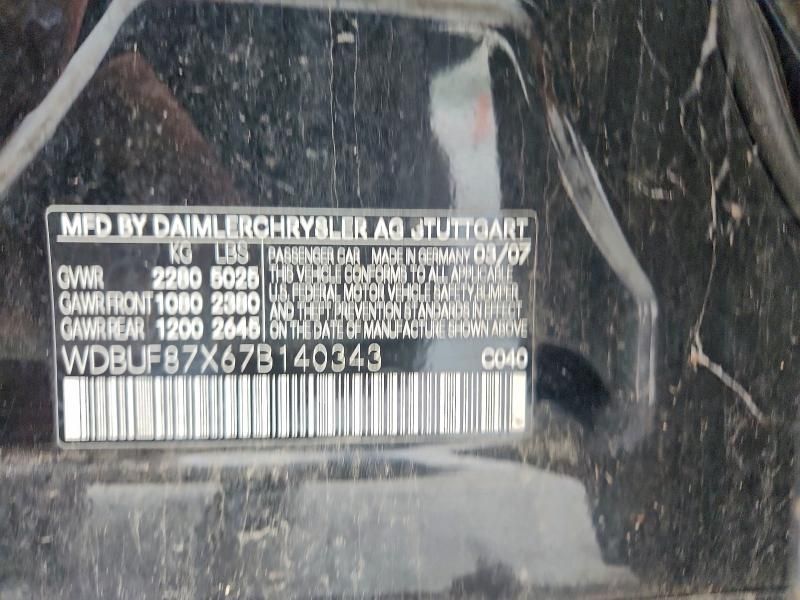 MFD BY DAIMLERCHRYSLER AG STUTTGART
KG LBS
GVWR 2280 5025
GAWR FRONT 1080 2380
GAWR REAR 1200 2645
PASSENGER CAR MADE IN GERMANY 03/07
THIS VEHICLE CONFORMS TO ALL APPLICABLE
U.S. FEDERAL MOTOR VEHICLE SAFETY, BUMPER
AND THEFT PREVENTION STANDARDS IN EFFECT
ON THE DATE OF MANUFACTURE SHOWN ABOVE
WDBUF87X67B140343 C040